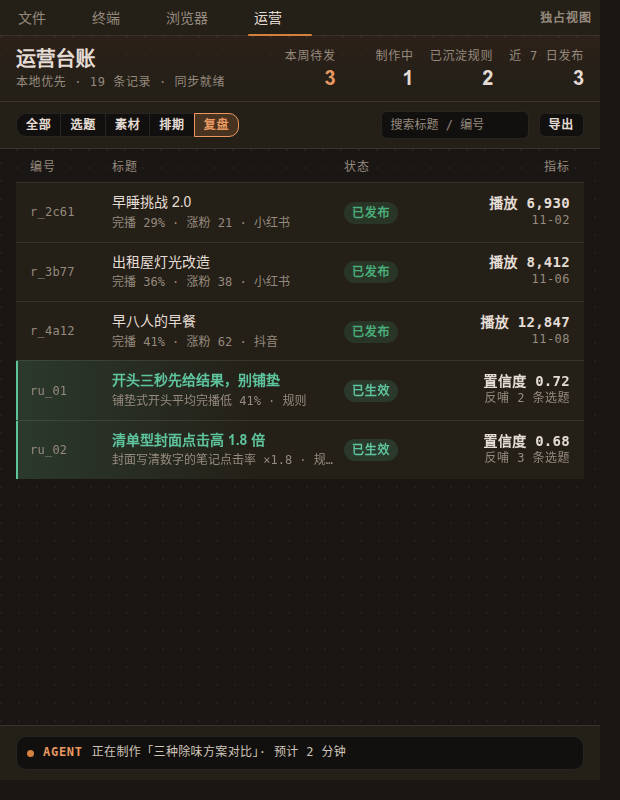 文件 终端 浏览器 运营 独占视图
运营台账
本地优先 · 19 条记录 · 同步就绪
本周待发 制作中 已沉淀规则 近 7 日发布
3 1 2 3
全部 选题 素材 排期 复盘 搜索标题 / 编号 导出
编号 标题 状态 指标
r_2c61 早睡挑战 2.0 已发布 播放 6,930
完播 29% · 涨粉 21 · 小红书 11-02
r_3b77 出租屋灯光改造 已发布 播放 8,412
完播 36% · 涨粉 38 · 小红书 11-06
r_4a12 早八人的早餐 已发布 播放 12,847
完播 41% · 涨粉 62 · 抖音 11-08
ru_01 开头三秒先给结果，别铺垫 已生效 置信度 0.72
铺垫式开头平均完播低 41% · 规则 反哺 2 条选题
ru_02 清单型封面点击高 1.8 倍 已生效 置信度 0.68
封面写清数字的笔记点击率 ×1.8 · 规… 反哺 3 条选题
AGENT 正在制作「三种除味方案对比」· 预计 2 分钟